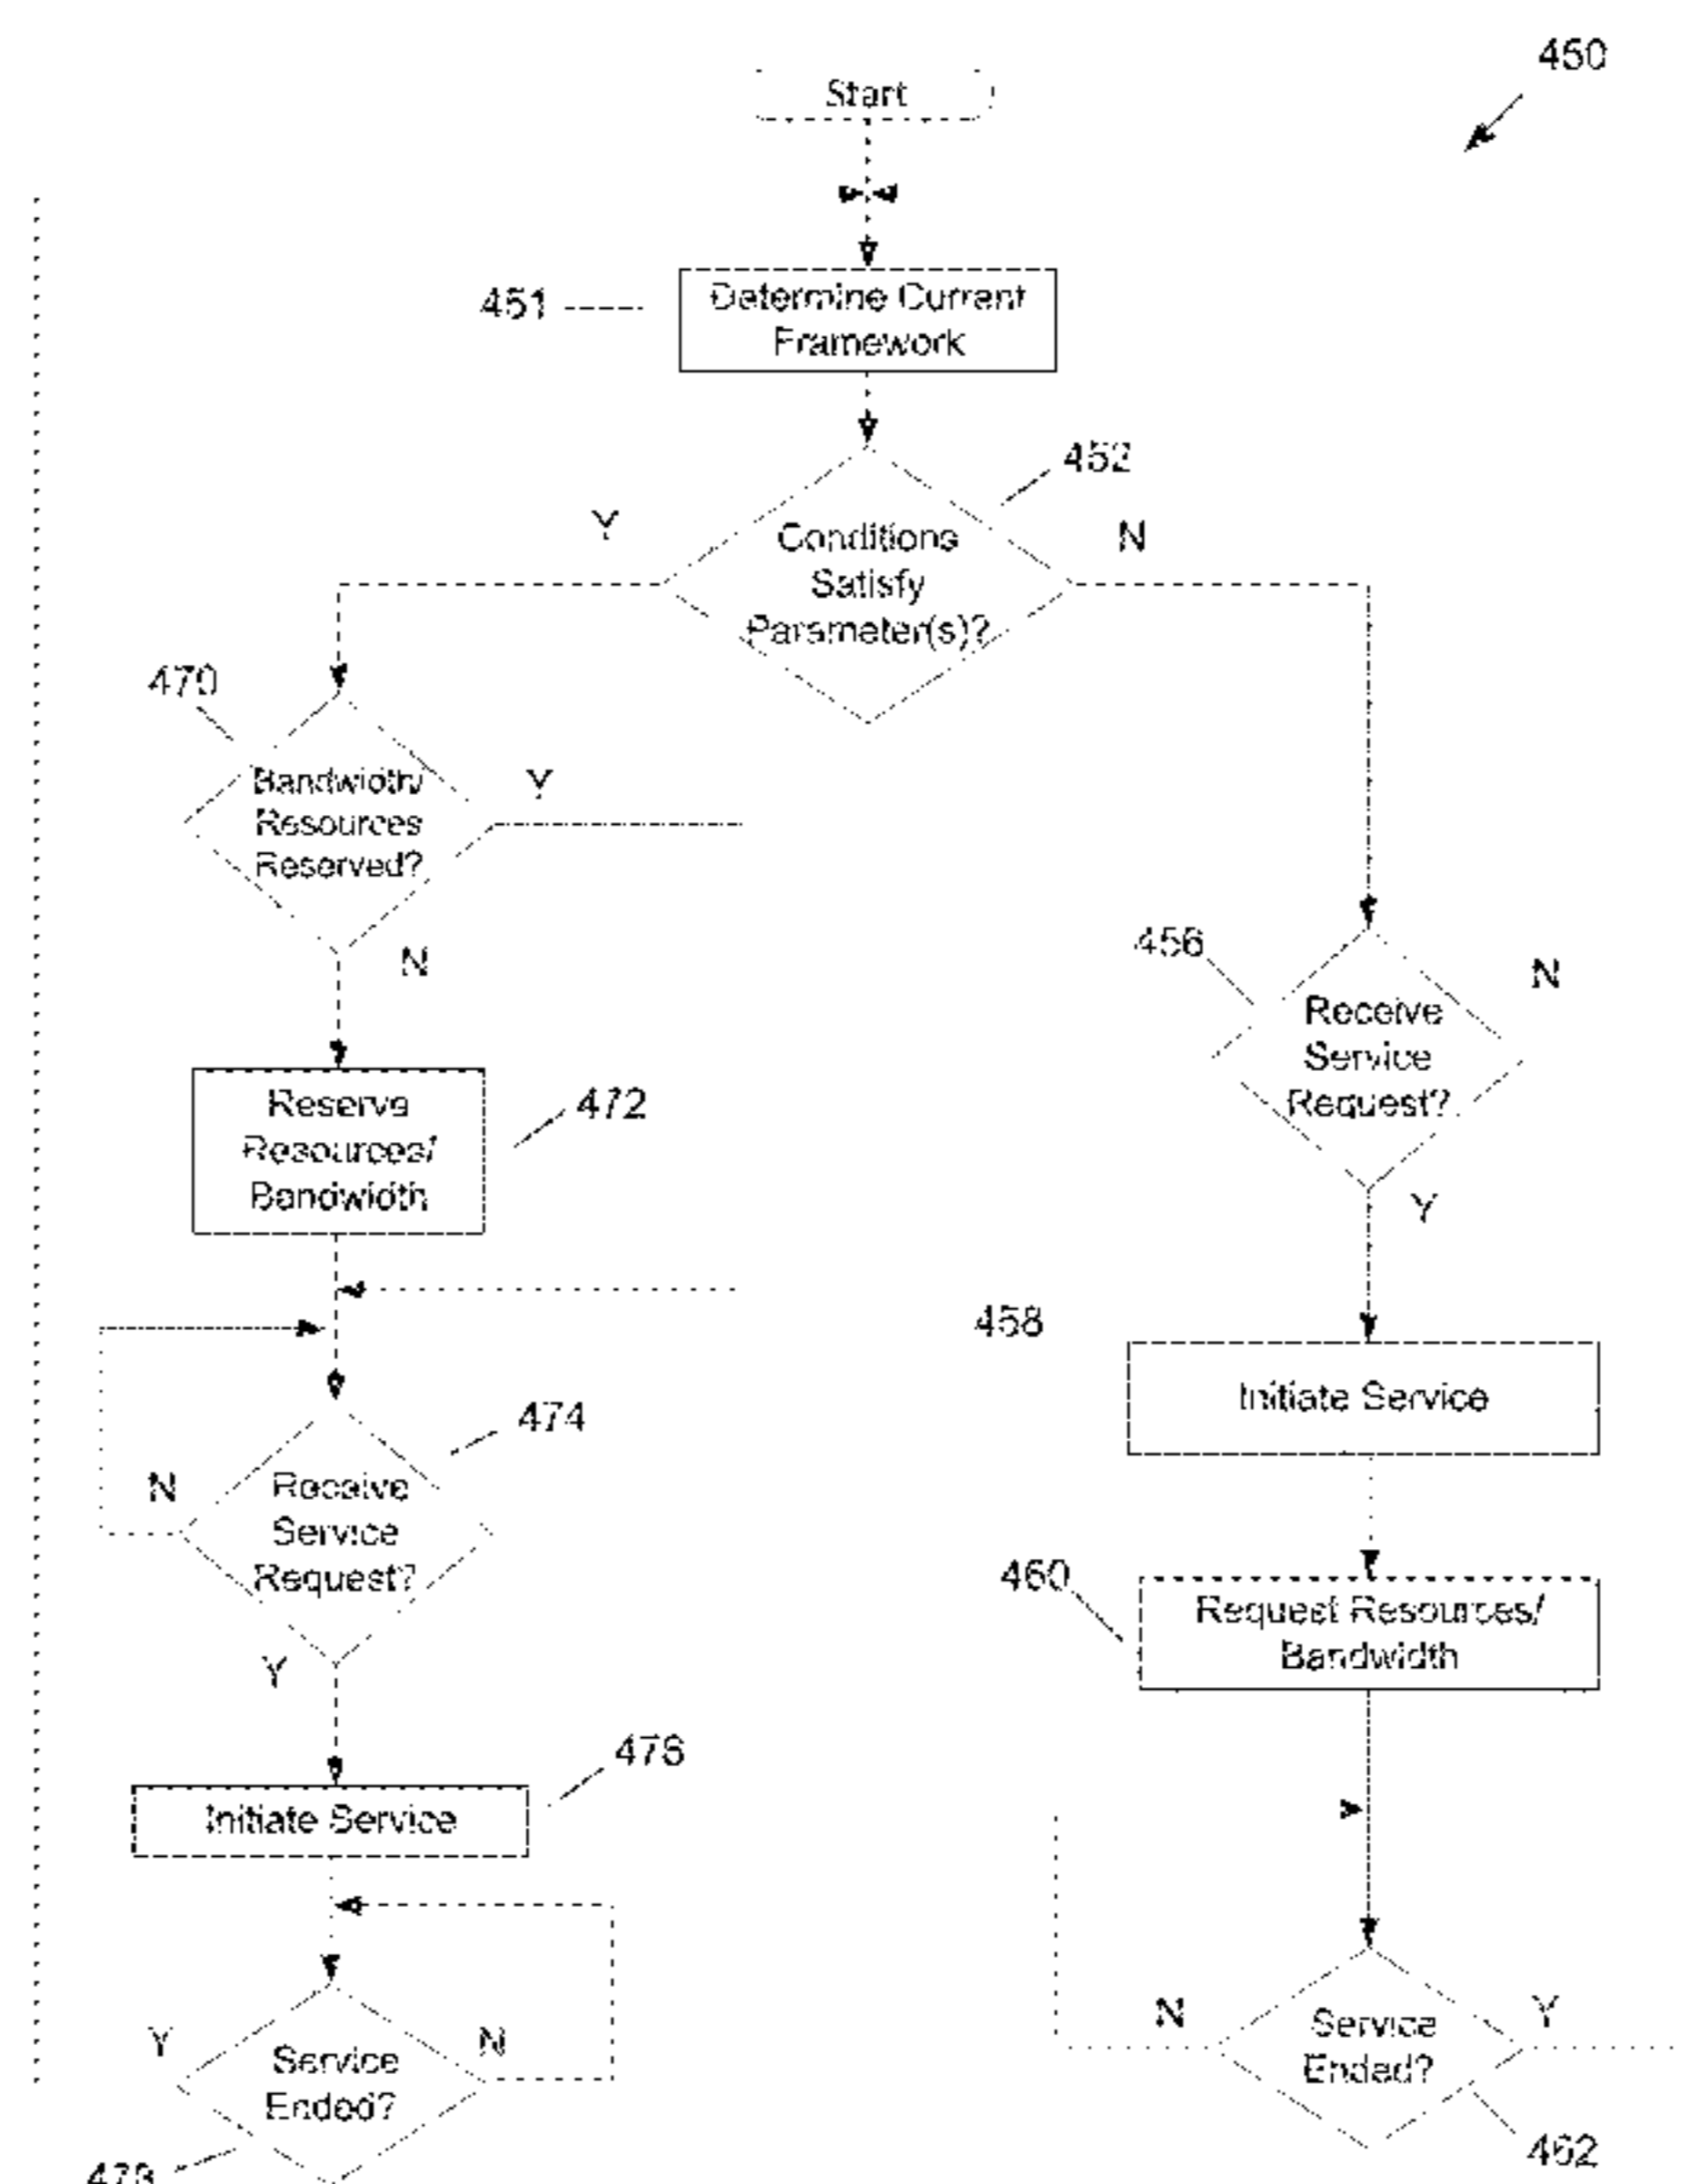 450
Start
451
Determine Current
Framework
452
Y
N
Conditions
Satisfy
Parameter(s)?
470
Bandwidth/
Resources
Reserved?
Y
N
456
N
Receive
Service
Request?
Y
Reserve
Resources/
Bandwidth
472
458
Initiate Service
474
N
Receive
Service
Request?
Y
460
Request Resources/
Bandwidth
476
Initiate Service
Y
N
Service
Ended?
N
Y
Service
Ended?
462